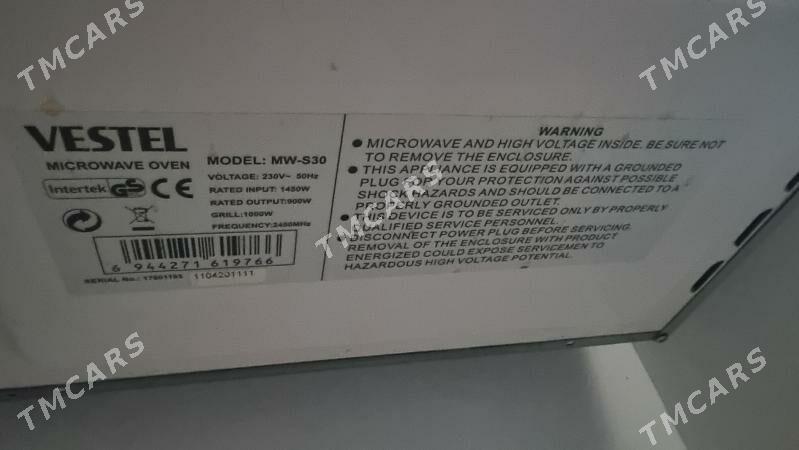 TMCARS
TMCARS
VESTEL
MICROWAVE OVEN
MODEL: MW-S30
VOLTAGE: 230V~ 50Hz
RATED INPUT: 1450W
RATED OUTPUT:900W
GRILL:1000W
FREQUENCY:2450MHz
Intertek GS CE
6 944271 619766
SERIAL No.:
1104201111
WARNING
● MICROWAVE AND HIGH VOLTAGE INSIDE. BE SURE NOT
TO REMOVE THE ENCLOSURE.
● THIS APPLIANCE IS EQUIPPED WITH A GROUNDED
PLUG FOR YOUR PROTECTION AGAINST POSSIBLE
SHOCK HAZARDS AND SHOULD BE CONNECTED TO A
PROPERLY GROUNDED OUTLET.
● THIS DEVICE IS TO BE SERVICED ONLY BY PROPERLY
QUALIFIED SERVICE PERSONNEL.
DISCONNECT POWER PLUG BEFORE SERVICING.
REMOVAL OF THE ENCLOSURE WITH PRODUCT
ENERGIZED COULD EXPOSE SERVICEMEN TO
HAZARDOUS HIGH VOLTAGE POTENTIAL.
TMCARS
TMCARS
TMCARS